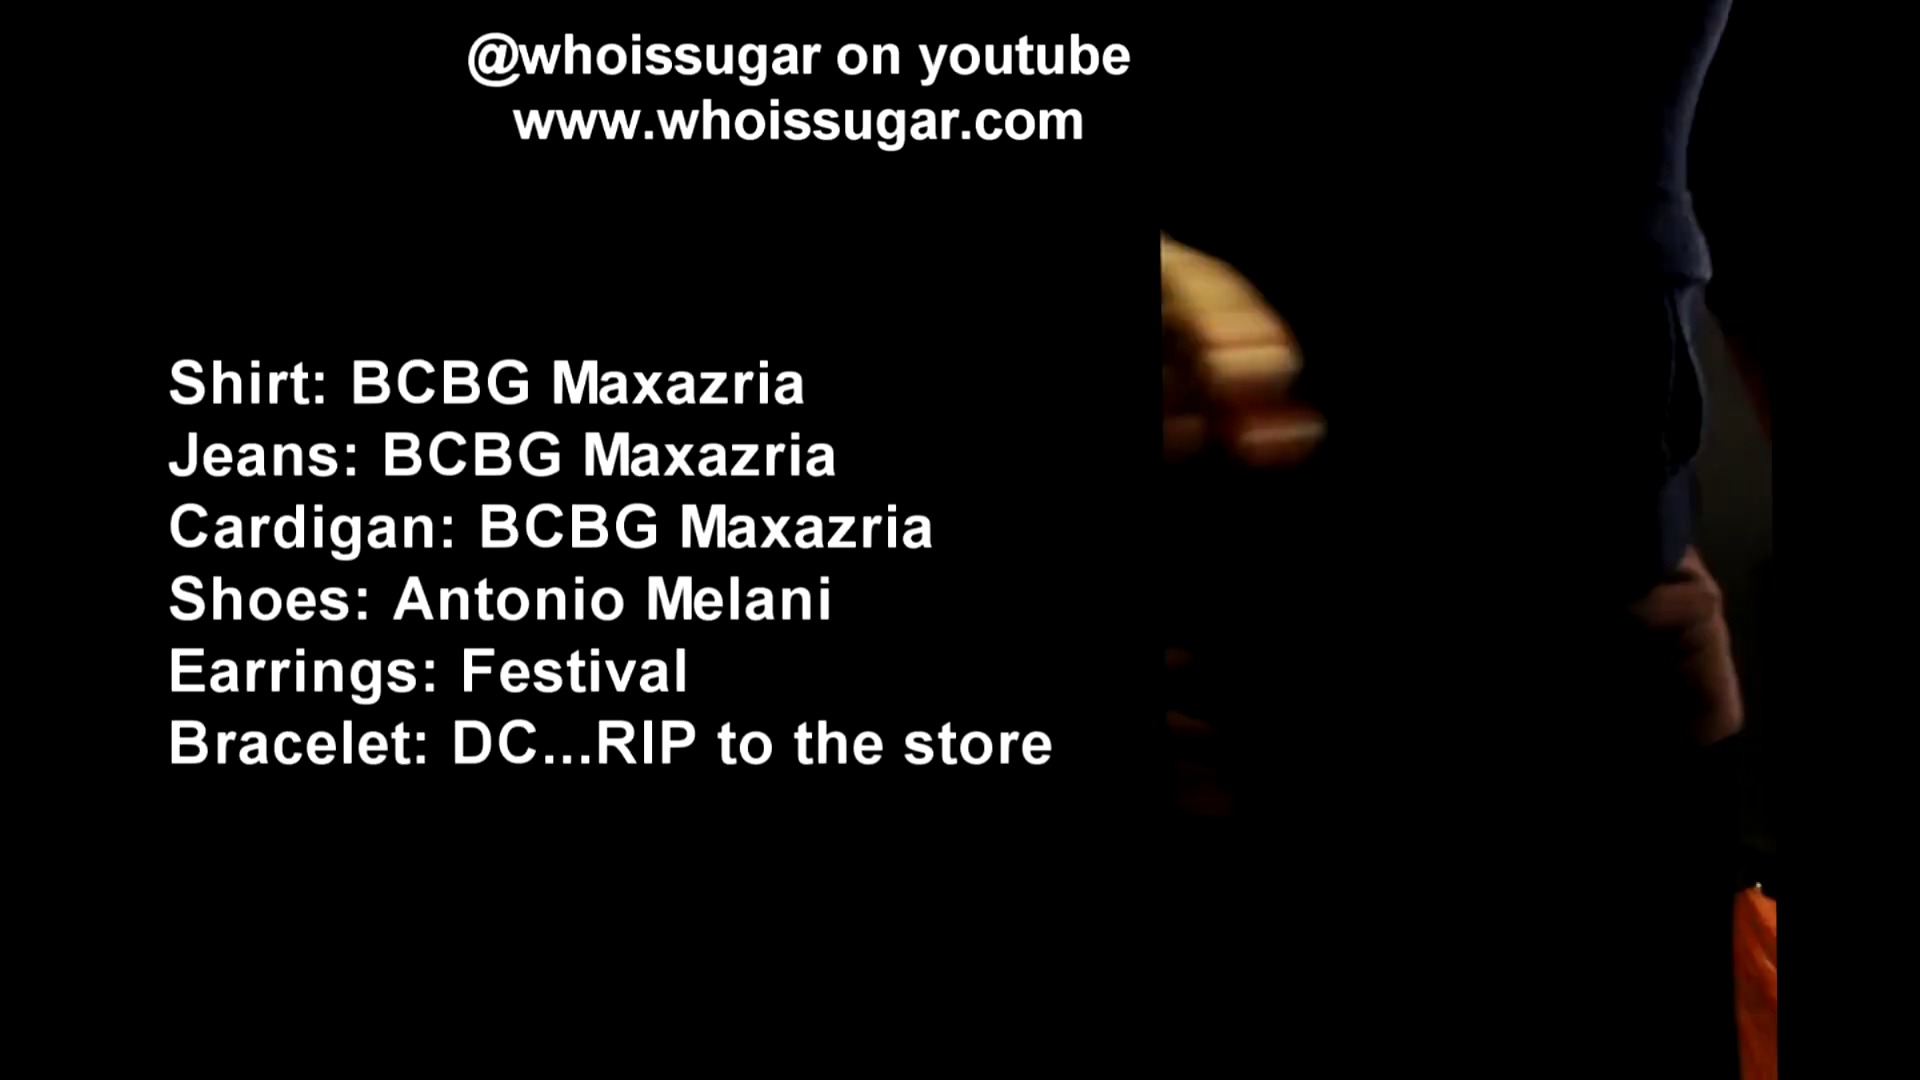 @whoissugar on youtube
www.whoissugar.com
Shirt: BCBG Maxazria
Jeans: BCBG Maxazria
Cardigan: BCBG Maxazria
Shoes: Antonio Melani
Earrings: Festival
Bracelet: DC...RIP to the store